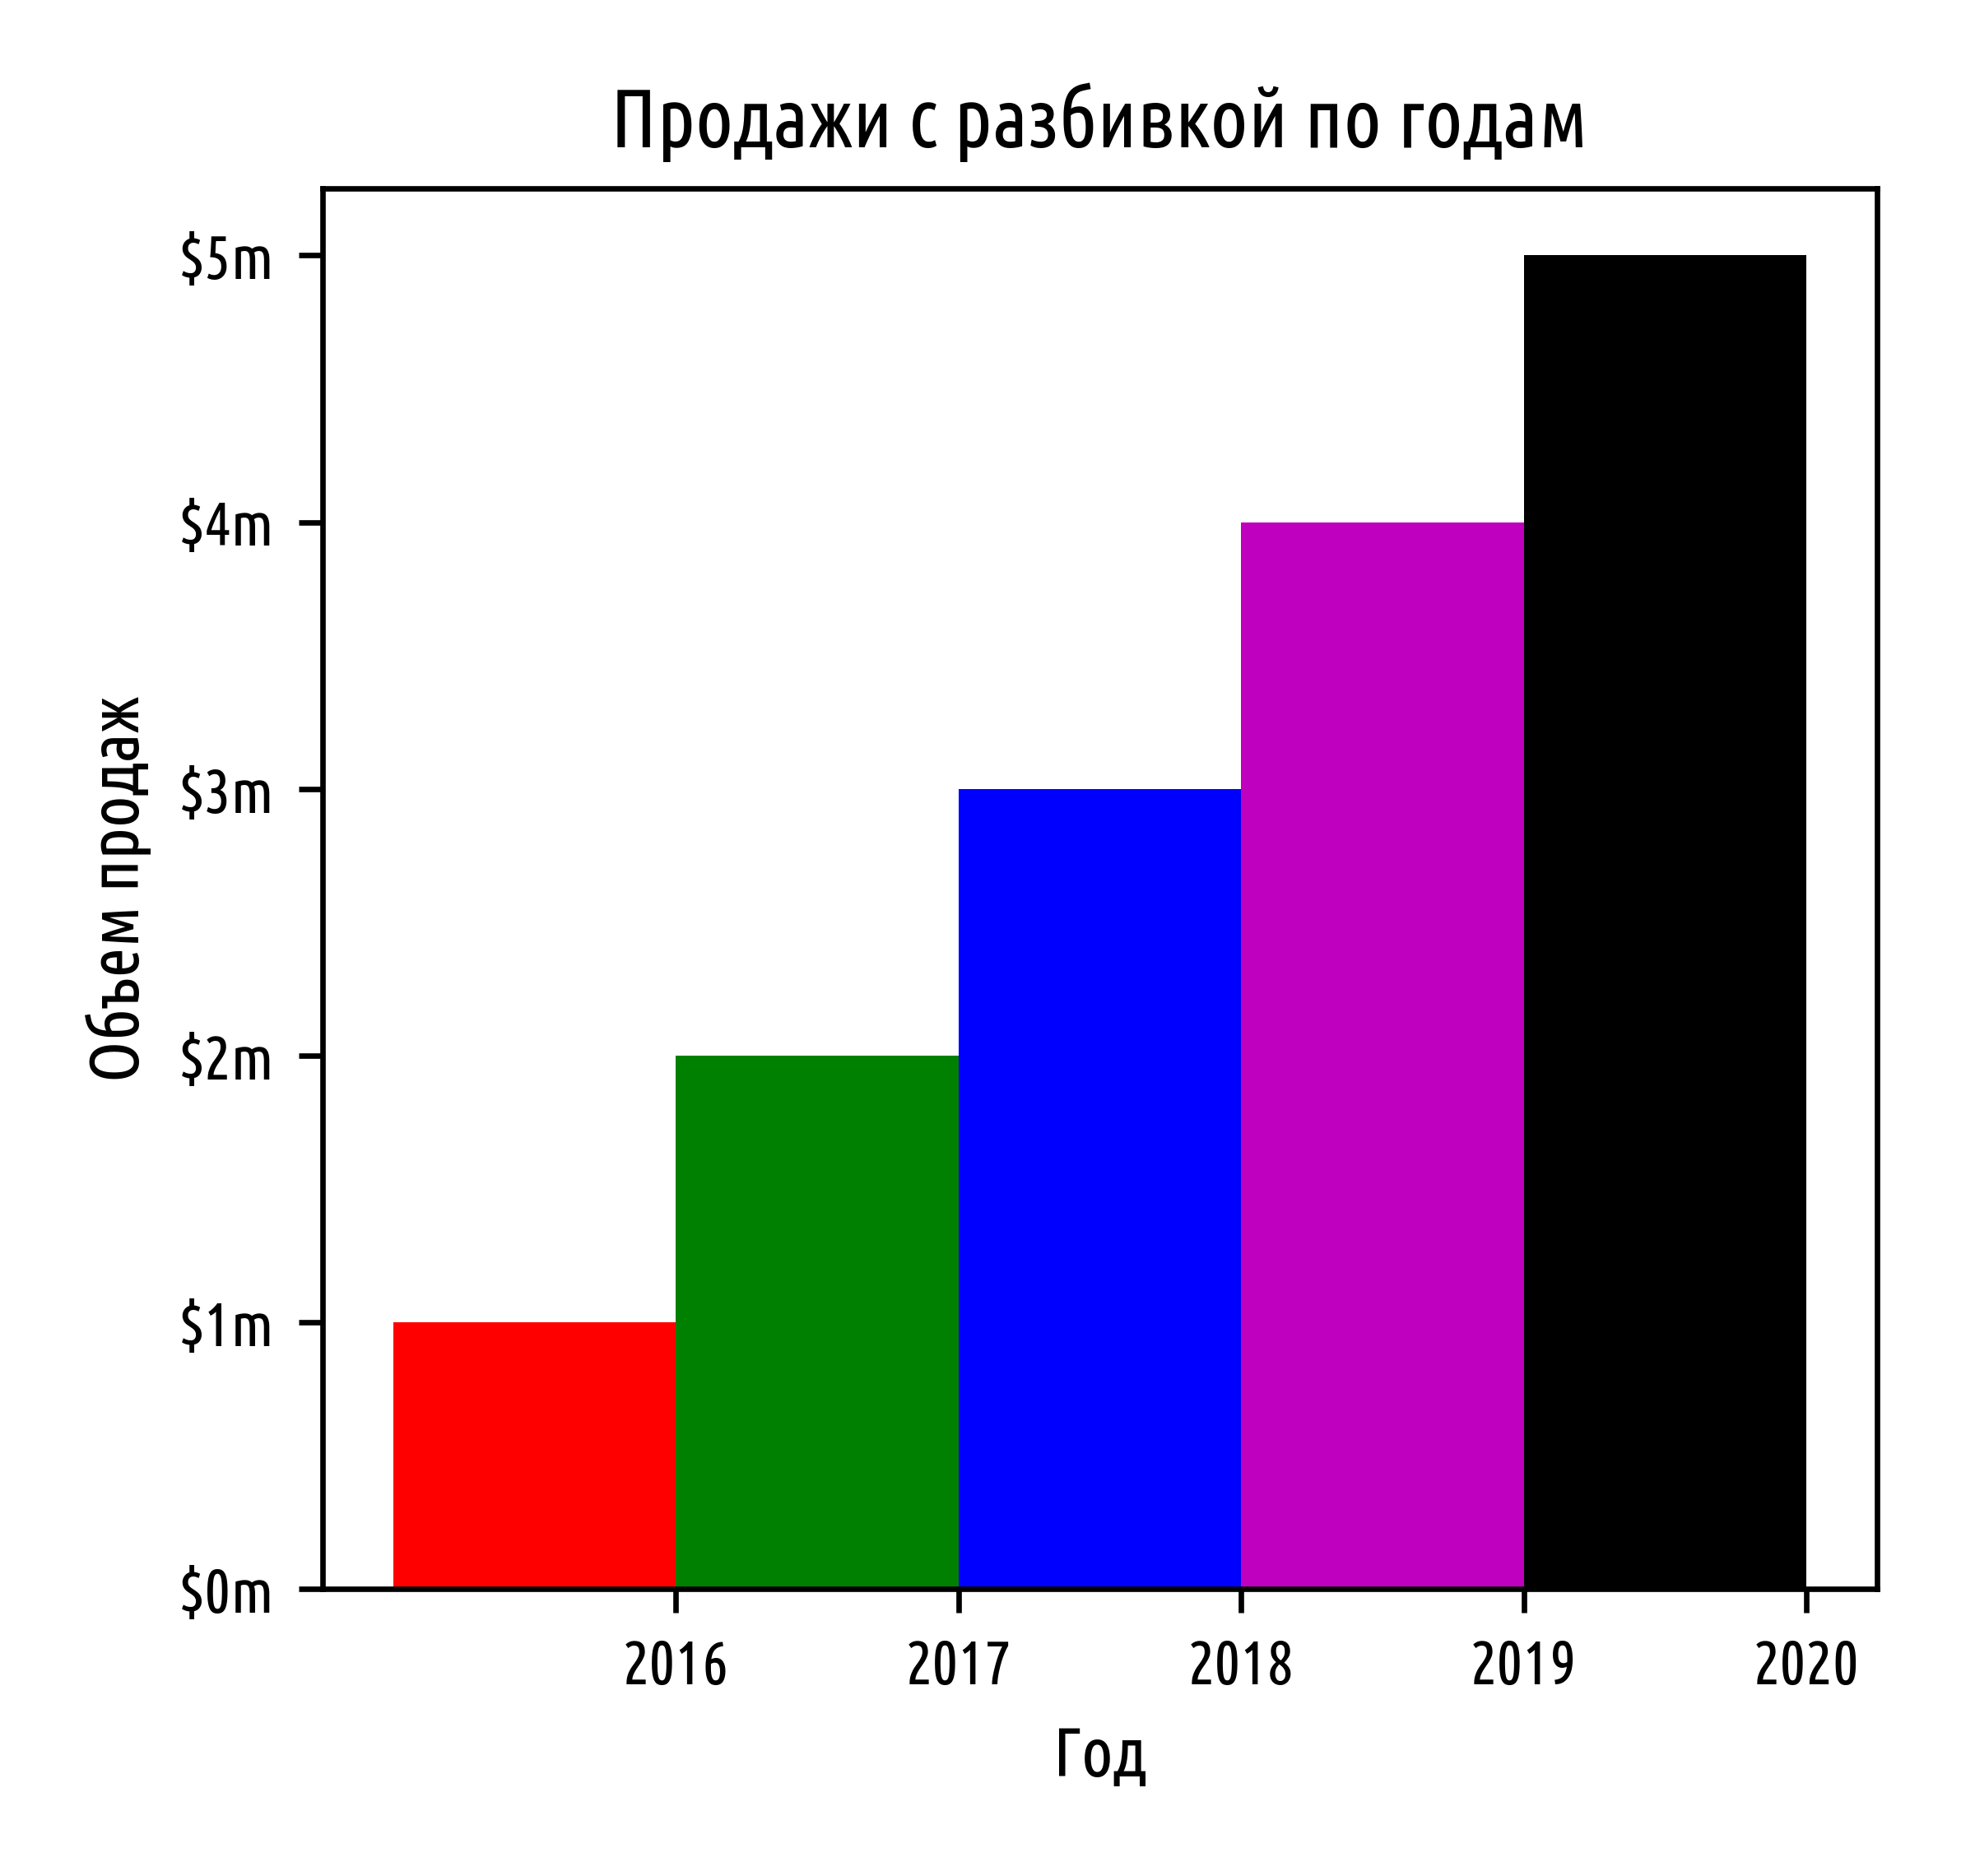 Продажи с разбивкой по годам
$5m
$4m
$3m
$2m
$1m
$0m
Объем продаж
2016 2017 2018 2019 2020
Год